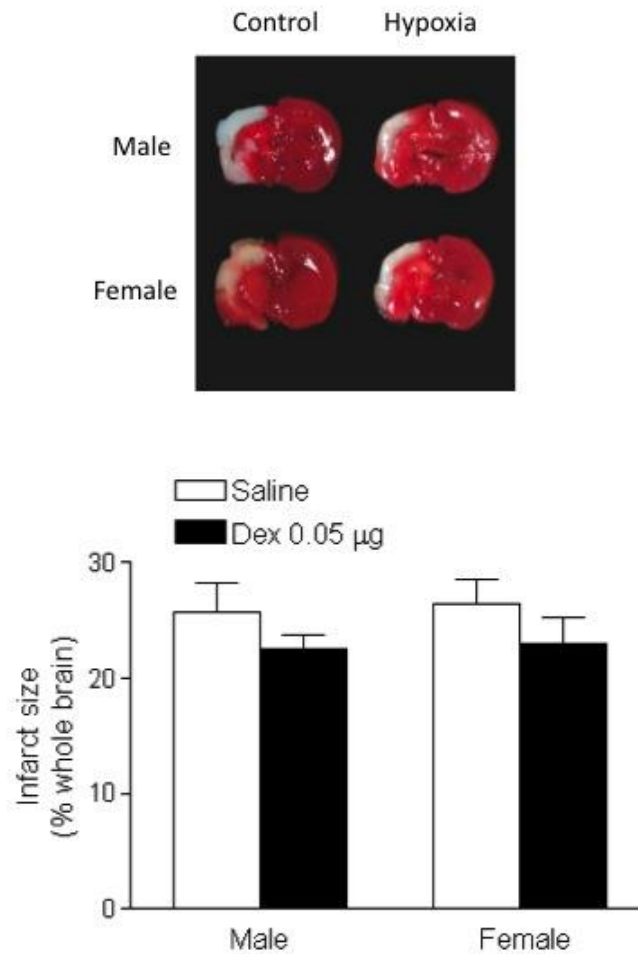 Control Hypoxia
Male
Female
Saline
Dex 0.05 µg
30
20
10
0
Infarct size
(% whole brain)
Male Female